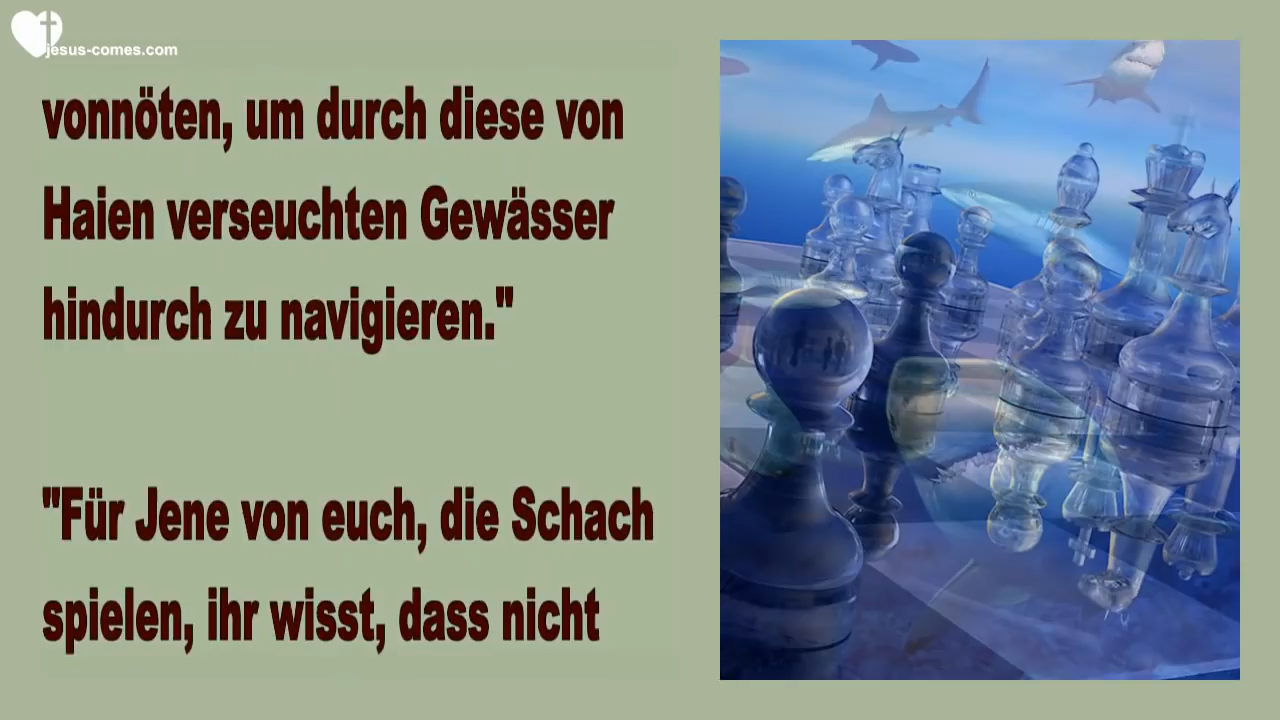 jesus-comes.com
vonnöten, um durch diese von
Haien verseuchten Gewässer
hindurch zu navigieren."
"Für Jene von euch, die Schach
spielen, ihr wisst, dass nicht